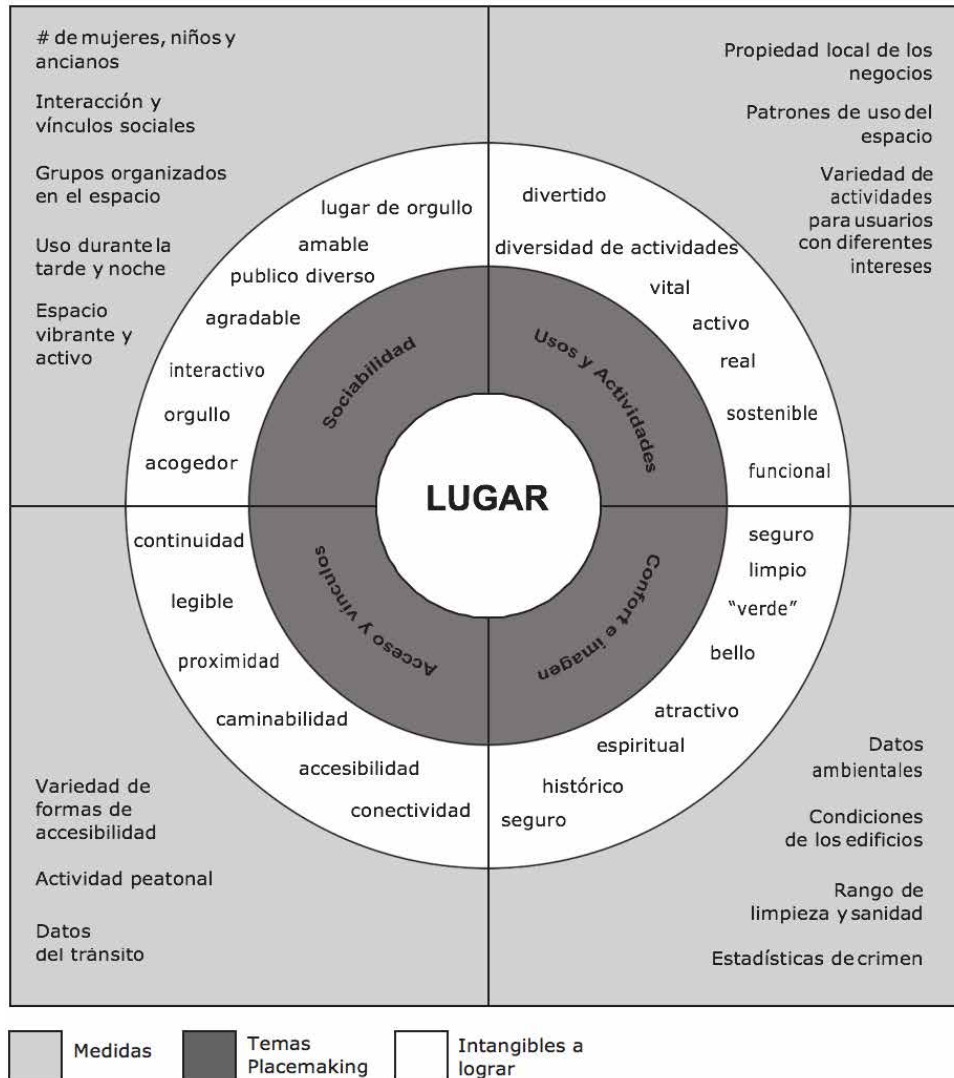 # de mujeres, niños y
ancianos
Interacción y
vínculos sociales
Grupos organizados
en el espacio
Uso durante la
tarde y noche
Espacio
vibrante y
activo
Propiedad local de los
negocios
Patrones de uso del
espacio
Variedad de
actividades
para usuarios
con diferentes
intereses
lugar de orgullo
amable
publico diverso
agradable
interactivo
orgullo
acogedor
divertido
diversidad de actividades
vital
activo
real
sostenible
funcional
Sociabilidad
Usos y Actividades
LUGAR
Acceso y vínculos
Confort e imagen
continuidad
legible
proximidad
caminabilidad
accesibilidad
conectividad
seguro
limpio
“verde”
bello
atractivo
espiritual
histórico
seguro
Variedad de
formas de
accesibilidad
Actividad peatonal
Datos
del tránsito
Datos
ambientales
Condiciones
de los edificios
Rango de
limpieza y sanidad
Estadísticas de crimen
Medidas
Temas
Placemaking
Intangibles a
lograr